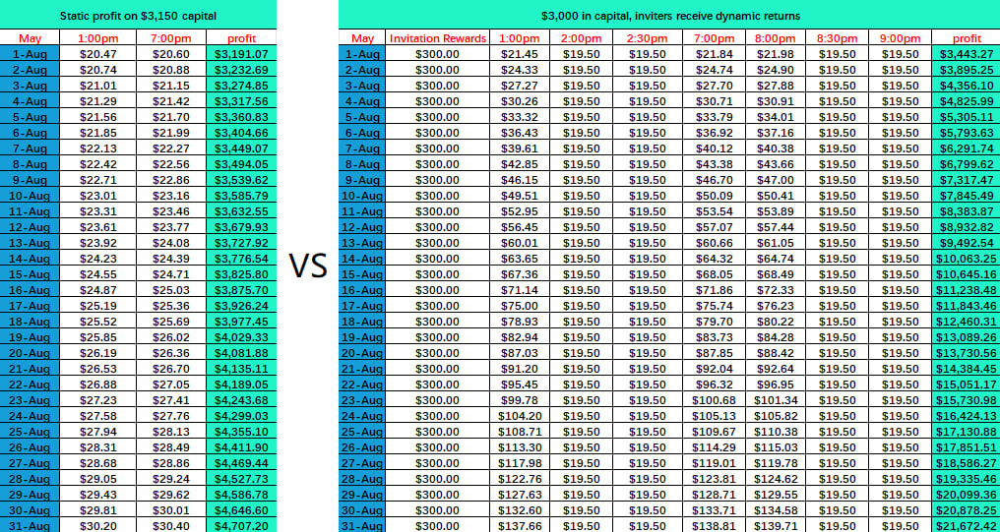 Static profit on $3,150 capital
May 1:00pm 7:00pm profit
1-Aug $20.47 $20.60 $3,191.07
2-Aug $20.74 $20.88 $3,232.69
3-Aug $21.01 $21.15 $3,274.85
4-Aug $21.29 $21.42 $3,317.56
5-Aug $21.56 $21.70 $3,360.83
6-Aug $21.85 $21.99 $3,404.66
7-Aug $22.13 $22.27 $3,449.07
8-Aug $22.42 $22.56 $3,494.05
9-Aug $22.71 $22.86 $3,539.62
10-Aug $23.01 $23.16 $3,585.79
11-Aug $23.31 $23.46 $3,632.55
12-Aug $23.61 $23.77 $3,679.93
13-Aug $23.92 $24.08 $3,727.92
14-Aug $24.23 $24.39 $3,776.54
15-Aug $24.55 $24.71 $3,825.80
16-Aug $24.87 $25.03 $3,875.70
17-Aug $25.19 $25.36 $3,926.24
18-Aug $25.52 $25.69 $3,977.45
19-Aug $25.85 $26.02 $4,029.33
20-Aug $26.19 $26.36 $4,081.88
21-Aug $26.53 $26.70 $4,135.11
22-Aug $26.88 $27.05 $4,189.05
23-Aug $27.23 $27.41 $4,243.68
24-Aug $27.58 $27.76 $4,299.03
25-Aug $27.94 $28.13 $4,355.10
26-Aug $28.31 $28.49 $4,411.90
27-Aug $28.68 $28.86 $4,469.44
28-Aug $29.05 $29.24 $4,527.73
29-Aug $29.43 $29.62 $4,586.78
30-Aug $29.81 $30.01 $4,646.60
31-Aug $30.20 $30.40 $4,707.20
VS
$3,000 in capital, inviters receive dynamic returns
May Invitation Rewards 1:00pm 2:00pm 2:30pm 7:00pm 8:00pm 8:30pm 9:00pm profit
1-Aug $300.00 $21.45 $19.50 $19.50 $21.84 $21.98 $19.50 $19.50 $3,443.27
2-Aug $300.00 $24.33 $19.50 $19.50 $24.74 $24.90 $19.50 $19.50 $3,895.25
3-Aug $300.00 $27.27 $19.50 $19.50 $27.70 $27.88 $19.50 $19.50 $4,356.10
4-Aug $300.00 $30.26 $19.50 $19.50 $30.71 $30.91 $19.50 $19.50 $4,825.99
5-Aug $300.00 $33.32 $19.50 $19.50 $33.79 $34.01 $19.50 $19.50 $5,305.11
6-Aug $300.00 $36.43 $19.50 $19.50 $36.92 $37.16 $19.50 $19.50 $5,793.63
7-Aug $300.00 $39.61 $19.50 $19.50 $40.12 $40.38 $19.50 $19.50 $6,291.74
8-Aug $300.00 $42.85 $19.50 $19.50 $43.38 $43.66 $19.50 $19.50 $6,799.62
9-Aug $300.00 $46.15 $19.50 $19.50 $46.70 $47.00 $19.50 $19.50 $7,317.47
10-Aug $300.00 $49.51 $19.50 $19.50 $50.09 $50.41 $19.50 $19.50 $7,845.49
11-Aug $300.00 $52.95 $19.50 $19.50 $53.54 $53.89 $19.50 $19.50 $8,383.87
12-Aug $300.00 $56.45 $19.50 $19.50 $57.07 $57.44 $19.50 $19.50 $8,932.82
13-Aug $300.00 $60.01 $19.50 $19.50 $60.66 $61.05 $19.50 $19.50 $9,492.54
14-Aug $300.00 $63.65 $19.50 $19.50 $64.32 $64.74 $19.50 $19.50 $10,063.25
15-Aug $300.00 $67.36 $19.50 $19.50 $68.05 $68.49 $19.50 $19.50 $10,645.16
16-Aug $300.00 $71.14 $19.50 $19.50 $71.86 $72.33 $19.50 $19.50 $11,238.48
17-Aug $300.00 $75.00 $19.50 $19.50 $75.74 $76.23 $19.50 $19.50 $11,843.46
18-Aug $300.00 $78.93 $19.50 $19.50 $79.70 $80.22 $19.50 $19.50 $12,460.31
19-Aug $300.00 $82.94 $19.50 $19.50 $83.73 $84.28 $19.50 $19.50 $13,089.26
20-Aug $300.00 $87.03 $19.50 $19.50 $87.85 $88.42 $19.50 $19.50 $13,730.56
21-Aug $300.00 $91.20 $19.50 $19.50 $92.04 $92.64 $19.50 $19.50 $14,384.45
22-Aug $300.00 $95.45 $19.50 $19.50 $96.32 $96.95 $19.50 $19.50 $15,051.17
23-Aug $300.00 $99.78 $19.50 $19.50 $100.68 $101.34 $19.50 $19.50 $15,730.98
24-Aug $300.00 $104.20 $19.50 $19.50 $105.13 $105.82 $19.50 $19.50 $16,424.13
25-Aug $300.00 $108.71 $19.50 $19.50 $109.67 $110.38 $19.50 $19.50 $17,130.88
26-Aug $300.00 $113.30 $19.50 $19.50 $114.29 $115.03 $19.50 $19.50 $17,851.51
27-Aug $300.00 $117.98 $19.50 $19.50 $119.01 $119.78 $19.50 $19.50 $18,586.27
28-Aug $300.00 $122.76 $19.50 $19.50 $123.81 $124.62 $19.50 $19.50 $19,335.46
29-Aug $300.00 $127.63 $19.50 $19.50 $128.71 $129.55 $19.50 $19.50 $20,099.36
30-Aug $300.00 $132.60 $19.50 $19.50 $133.71 $134.58 $19.50 $19.50 $20,878.25
31-Aug $300.00 $137.66 $19.50 $19.50 $138.81 $139.71 $19.50 $19.50 $21,672.42